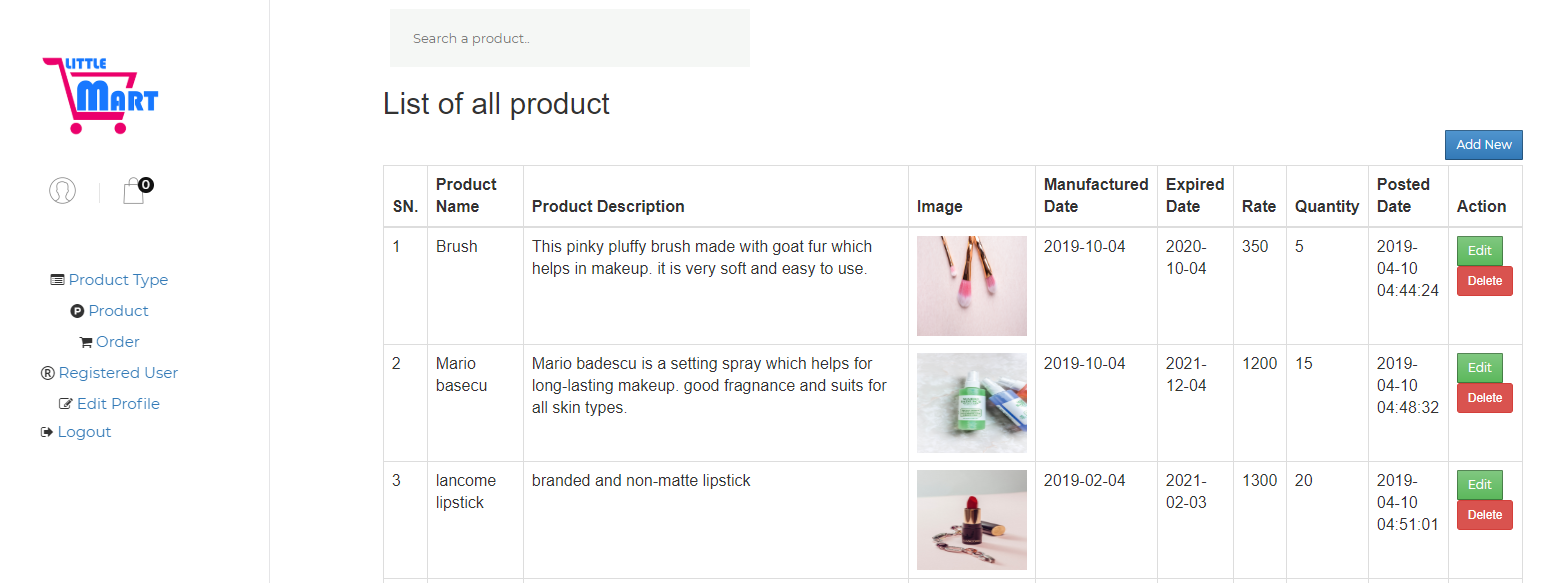 LITTLE
MART
0
Product Type
Product
Order
Registered User
Edit Profile
Logout
Search a product..
List of all product
Add New
SN. Product Name Product Description Image Manufactured Date Expired Date Rate Quantity Posted Date Action
1 Brush This pinky pluffy brush made with goat fur which 2019-10-04 2020- 350 5 2019- Edit
helps in makeup. it is very soft and easy to use. 10-04 04-10 Delete
04:44:24
2 Mario Mario badescu is a setting spray which helps for 2019-10-04 2021- 1200 15 2019- Edit
basecu long-lasting makeup. good fragnance and suits for 12-04 04-10 Delete
all skin types. 04:48:32
3 lancome branded and non-matte lipstick 2019-02-04 2021- 1300 20 2019- Edit
lipstick 02-03 04-10 Delete
04:51:01